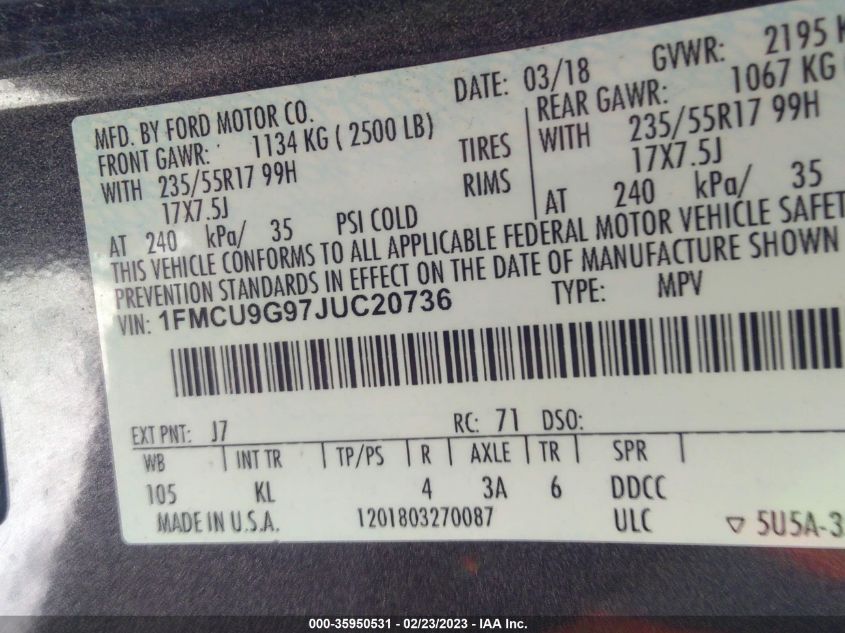 MFD. BY FORD MOTOR CO. DATE: 03/18 GVWR: 2195 K
FRONT GAWR: 1134 KG ( 2500 LB) REAR GAWR: 1067 KG
WITH 235/55R17 99H TIRES WITH 235/55R17 99H
17X7.5J RIMS 17X7.5J
AT 240 kPa/ 35 PSI COLD AT 240 kPa/ 35
THIS VEHICLE CONFORMS TO ALL APPLICABLE FEDERAL MOTOR VEHICLE SAFET
PREVENTION STANDARDS IN EFFECT ON THE DATE OF MANUFACTURE SHOWN
VIN: 1FMCU9G97JUC20736 TYPE: MPV
EXT PNT: J7 RC: 71 DSO:
WB INT TR TP/PS R AXLE TR SPR
105 KL 4 3A 6 DDCC
MADE IN U.S.A. 1201803270087 ULC ▽ 5U5A-3
000-35950531 - 02/23/2023 - IAA Inc.